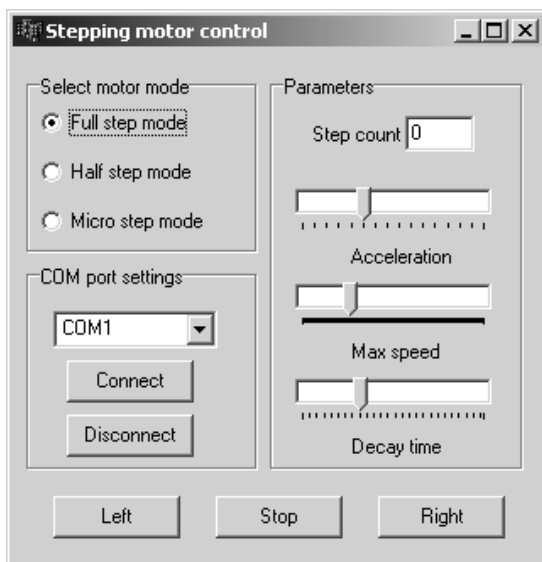 Stepping motor control
Select motor mode
Full step mode
Half step mode
Micro step mode
COM port settings
COM1
Connect
Disconnect
Parameters
Step count 0
Acceleration
Max speed
Decay time
Left Stop Right